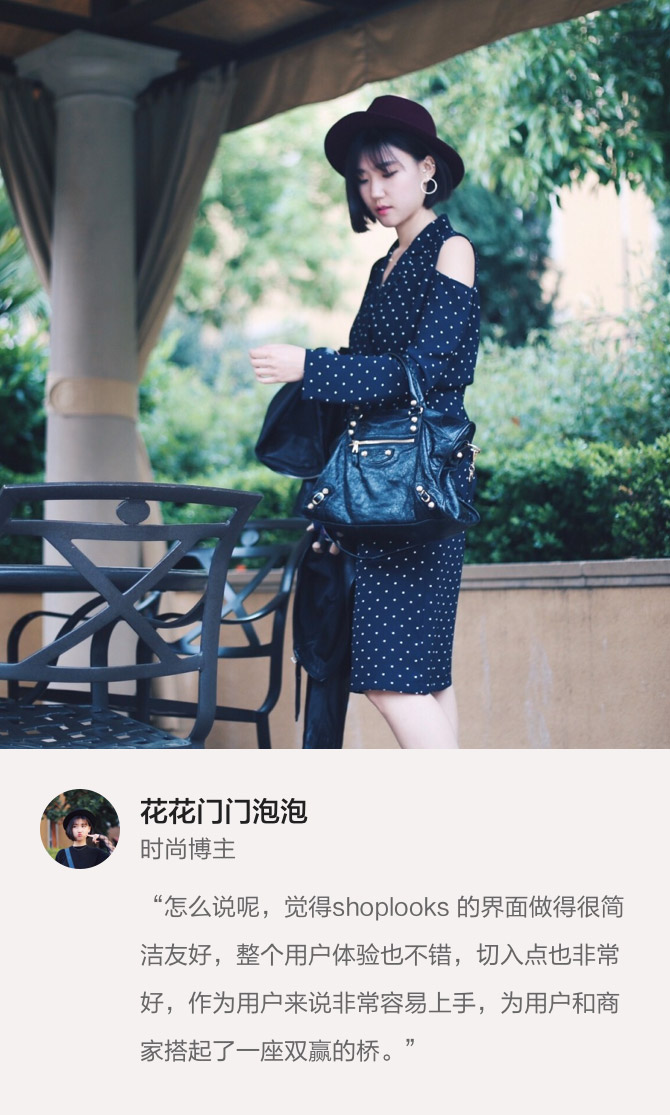 花花门门泡泡
时尚博主
“怎么说呢，觉得shoplooks 的界面做得很简
洁友好，整个用户体验也不错，切入点也非常
好，作为用户来说非常容易上手，为用户和商
家搭起了一座双赢的桥。”